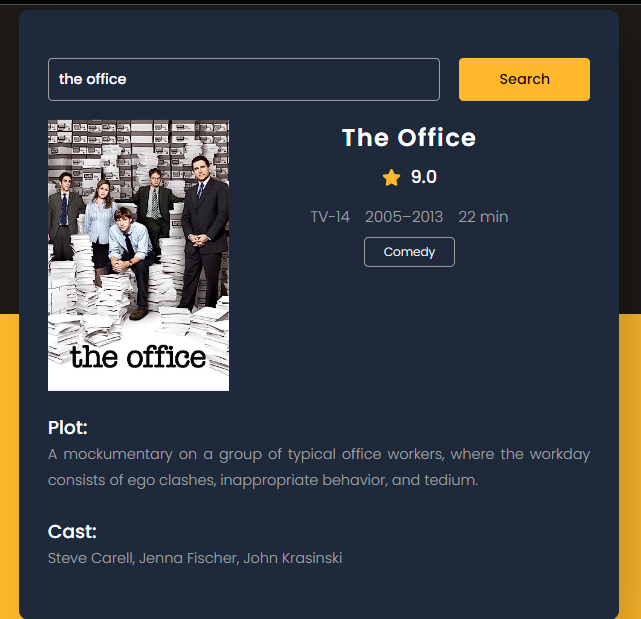 the office
Search
the office
The Office
9.0
TV-14 2005–2013 22 min
Comedy
Plot:
A mockumentary on a group of typical office workers, where the workday
consists of ego clashes, inappropriate behavior, and tedium.
Cast:
Steve Carell, Jenna Fischer, John Krasinski